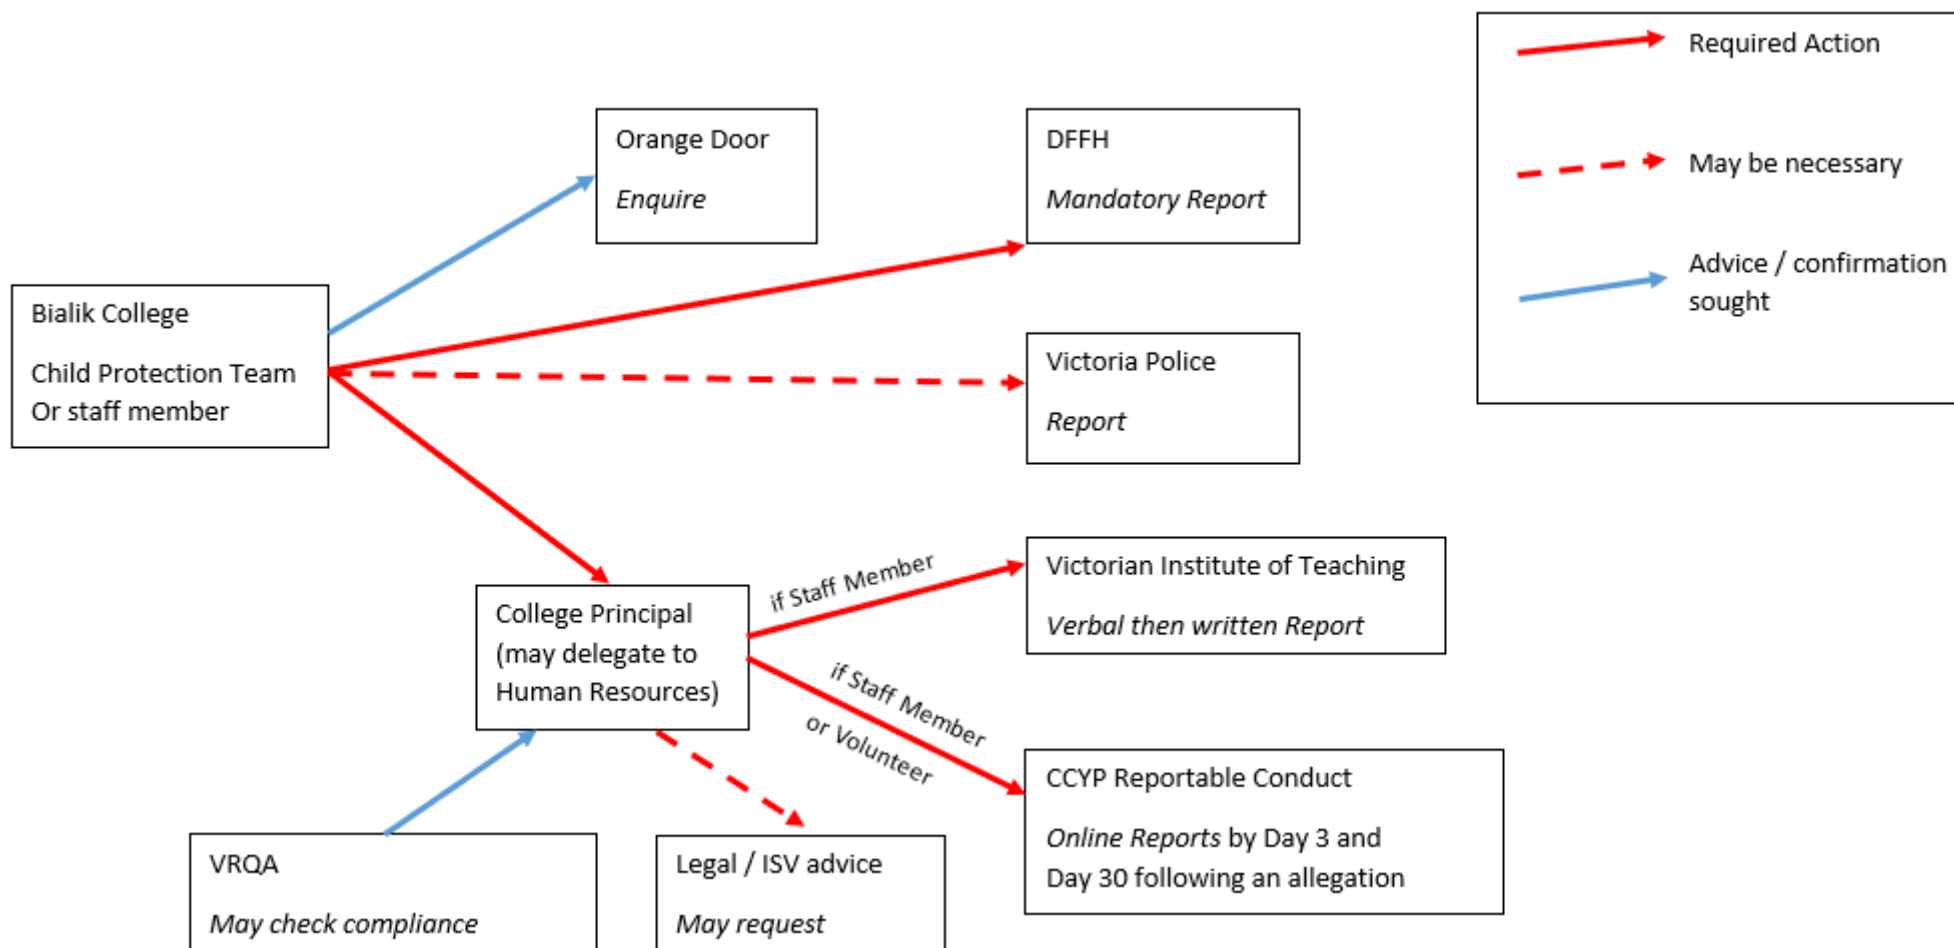 Required Action
May be necessary
Advice / confirmation
sought
Orange Door
Enquire
DFFH
Mandatory Report
Bialik College
Child Protection Team
Or staff member
Victoria Police
Report
College Principal
(may delegate to
Human Resources)
if Staff Member
Victorian Institute of Teaching
Verbal then written Report
if Staff Member
or Volunteer
CCYP Reportable Conduct
Online Reports by Day 3 and
Day 30 following an allegation
VRQA
May check compliance
Legal / ISV advice
May request